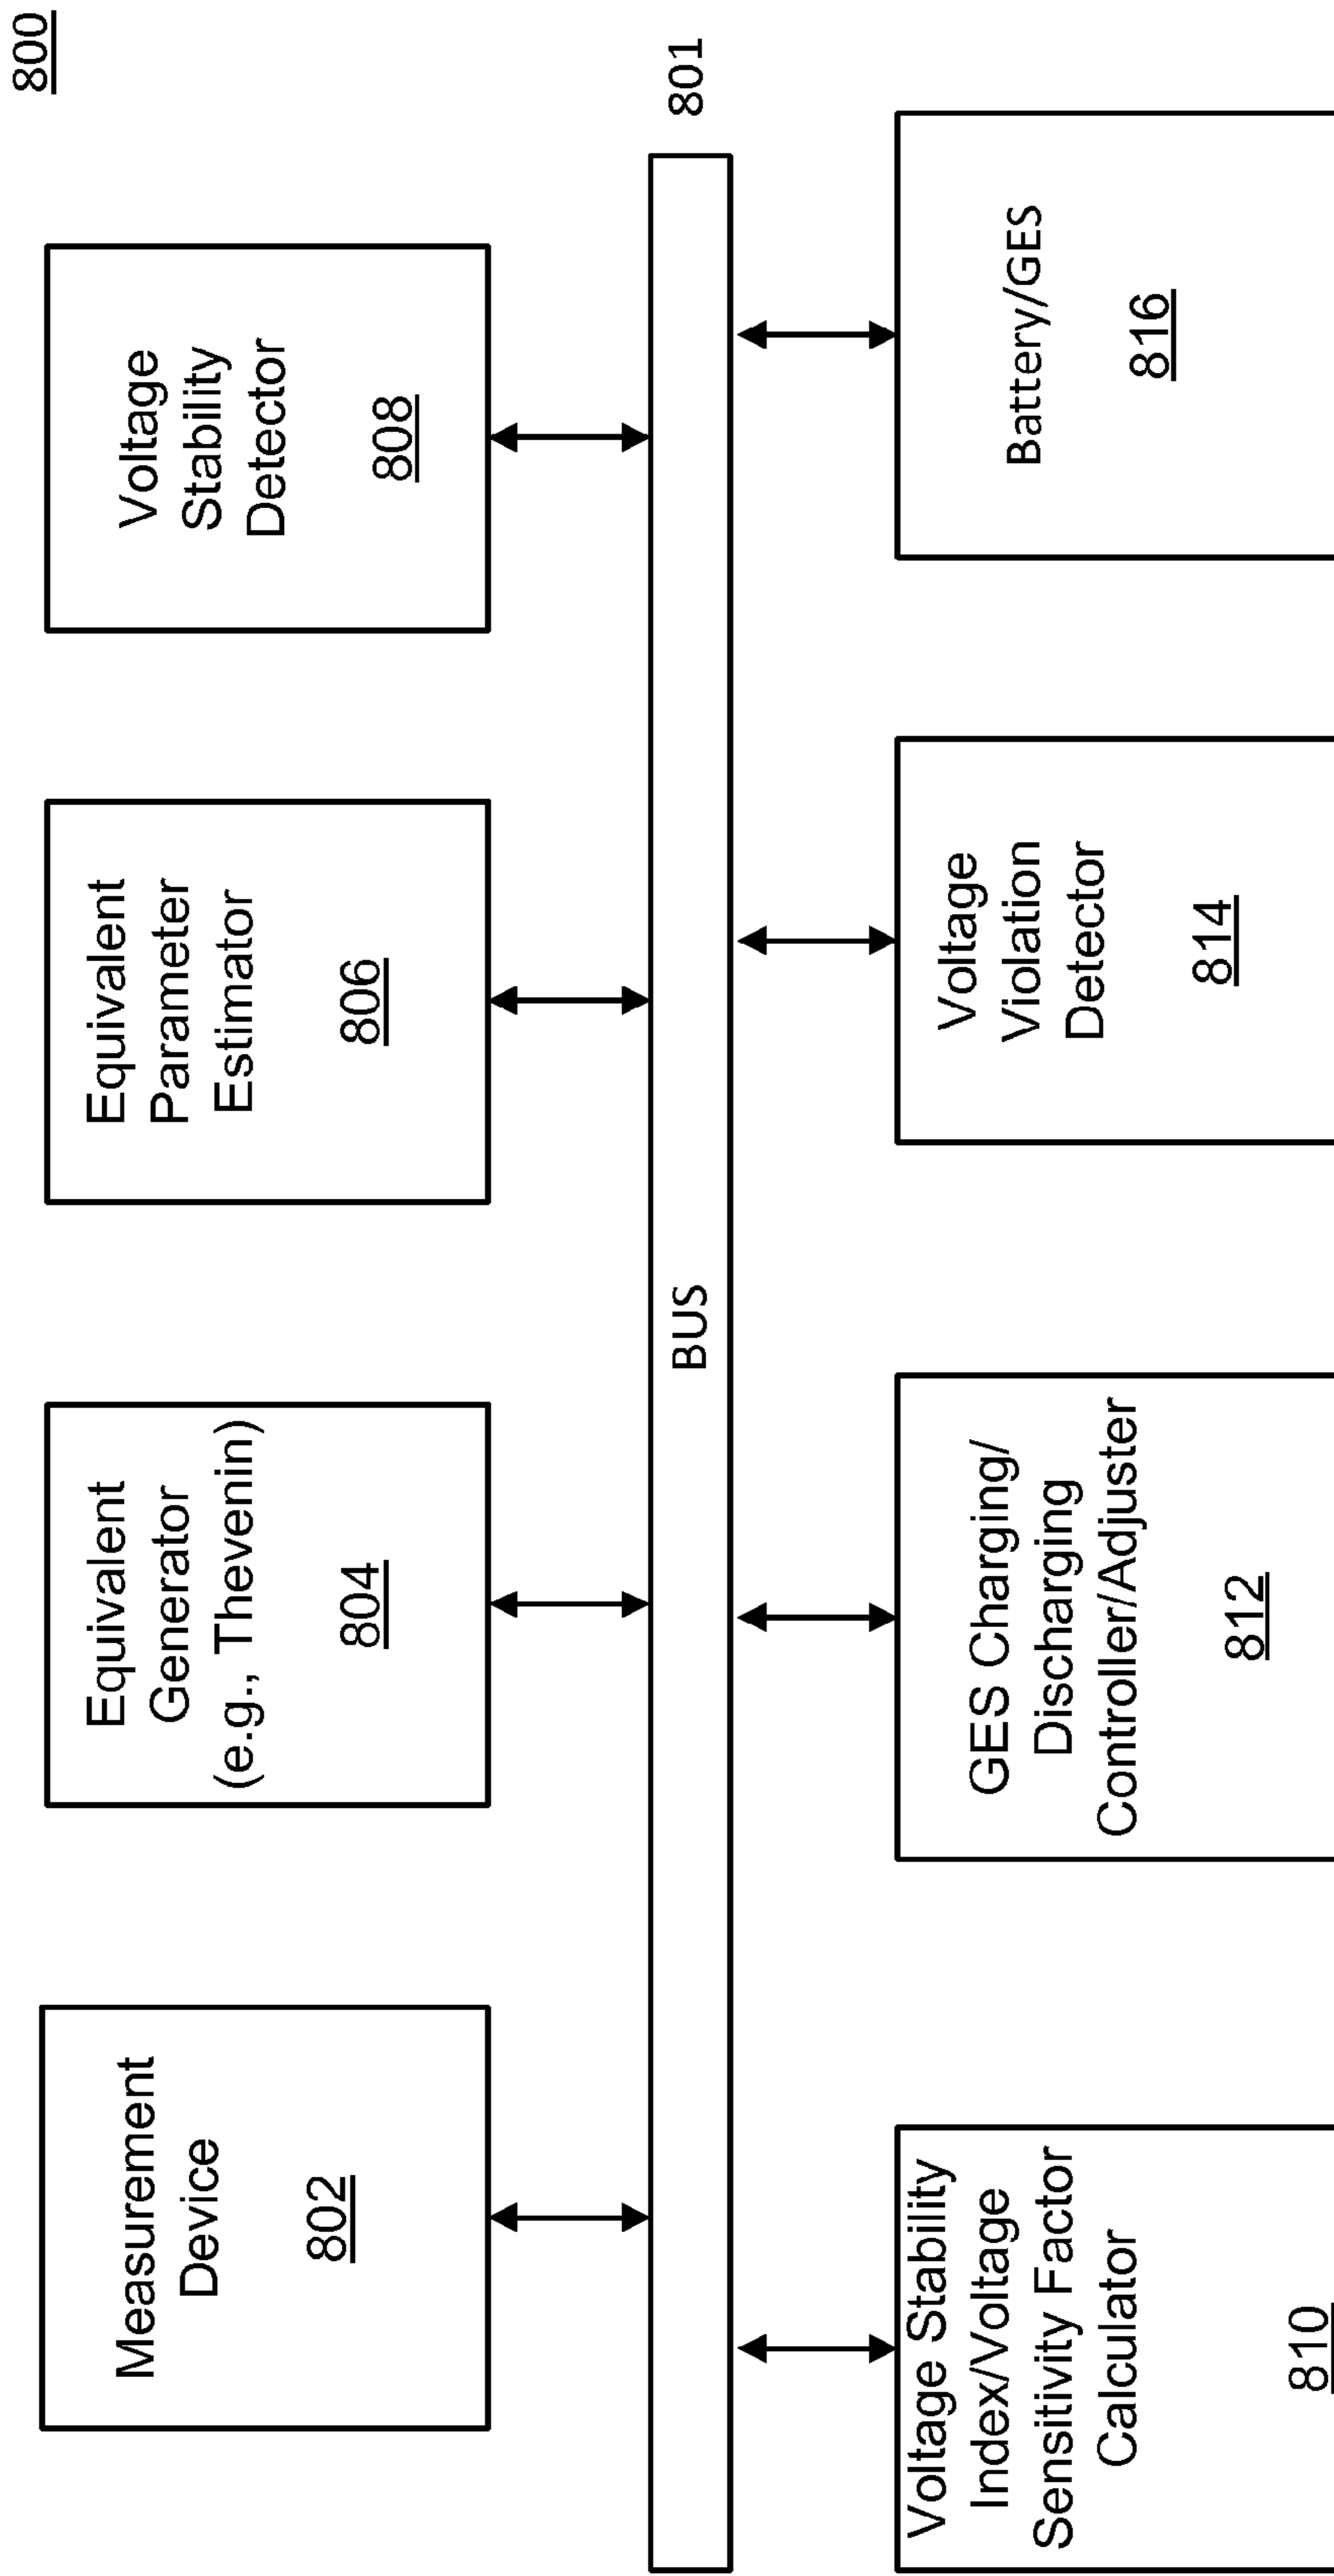 800
Measurement
Device
802
Equivalent
Generator
(e.g., Thevenin)
804
Equivalent
Parameter
Estimator
806
Voltage
Stability
Detector
808
BUS
801
Voltage Stability
Index/Voltage
Sensitivity Factor
Calculator
810
GES Charging/
Discharging
Controller/Adjuster
812
Voltage
Violation
Detector
814
Battery/GES
816